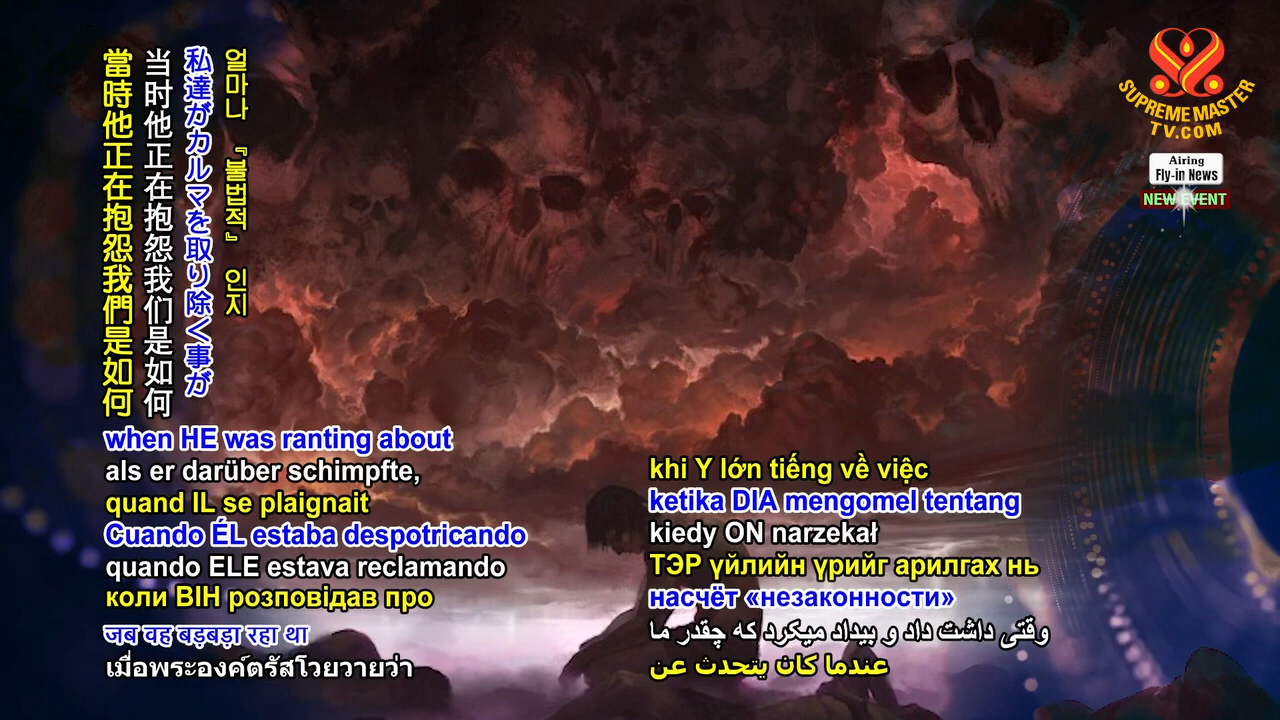 當時他正在抱怨我們是如何
当时他正在抱怨我们是如何
私達がカルマを取り除く事が
얼마나 『불법적』 인지
when HE was ranting about
als er darüber schimpfte,
quand IL se plaignait
Cuando ÉL estaba despotricando
quando ELE estava reclamando
коли ВІН розповідав про
जब वह बड़बड़ा रहा था
เมื่อพระองค์ตรัสโวยวายว่า
khi Y lớn tiếng về việc
ketika DIA mengomel tentang
kiedy ON narzekał
ТЭР үйлийн үрийг арилгах нь
насчёт «незаконности»
وقتی داشت داد و بیداد میکرد که چقدر ما
عندما كان يتحدث عن
SUPREME MASTER
TV.COM
Airing
Fly-in News
NEW EVENT